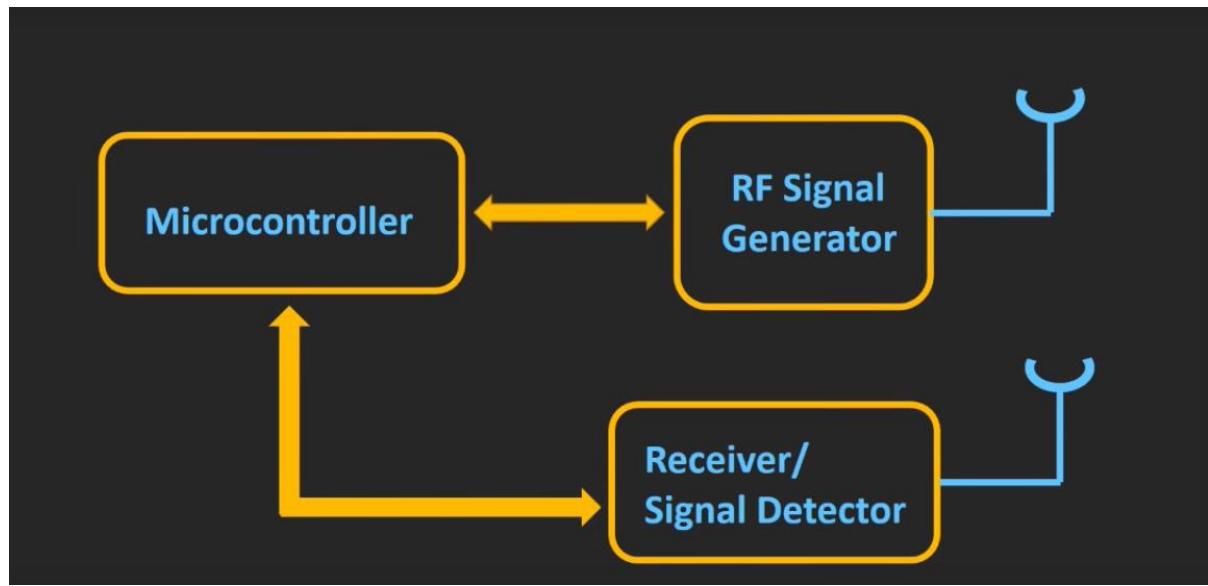 Microcontroller
RF Signal
Generator
Receiver/
Signal Detector